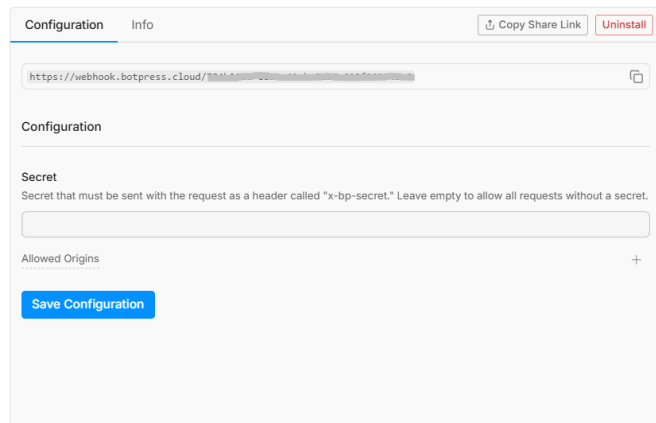 Configuration Info Copy Share Link Uninstall
https://webhook.botpress.cloud/
Configuration
Secret
Secret that must be sent with the request as a header called "x-bp-secret." Leave empty to allow all requests without a secret.
Allowed Origins
Save Configuration